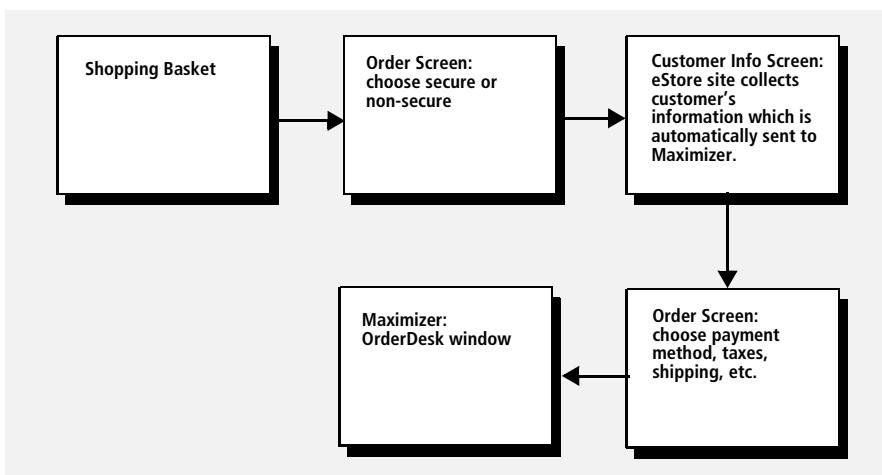 Shopping Basket
Order Screen:
choose secure or
non-secure
Customer Info Screen:
eStore site collects
customer’s
information which is
automatically sent to
Maximizer.
Order Screen:
choose payment
method, taxes,
shipping, etc.
Maximizer:
OrderDesk window